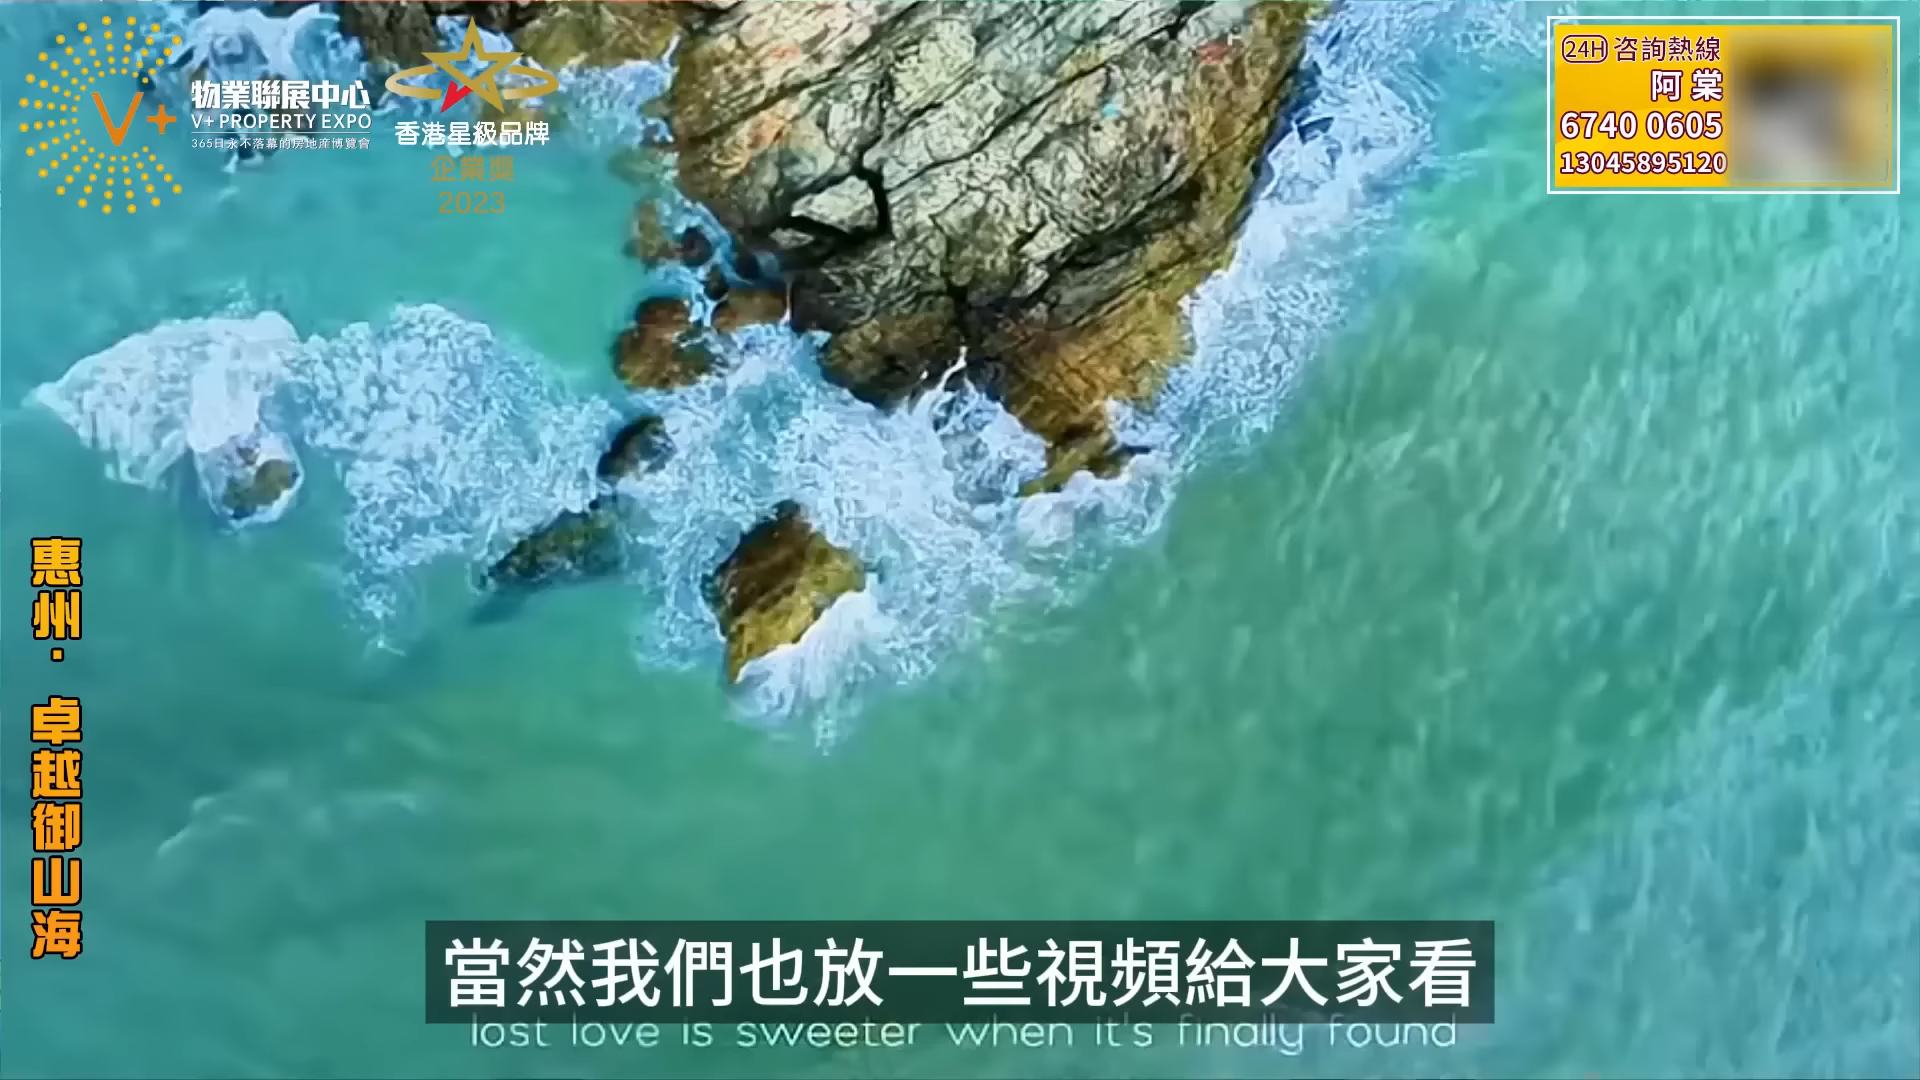 物業聯展中心
V+ PROPERTY EXPO
365日永不落幕的房地産博覽會
香港星級品牌
企業獎
2023
24H 咨詢熱線
阿棠
6740 0605
13045895120
惠州·卓越御山海
當然我們也放一些視頻給大家看
lost love is sweeter when it's finally found